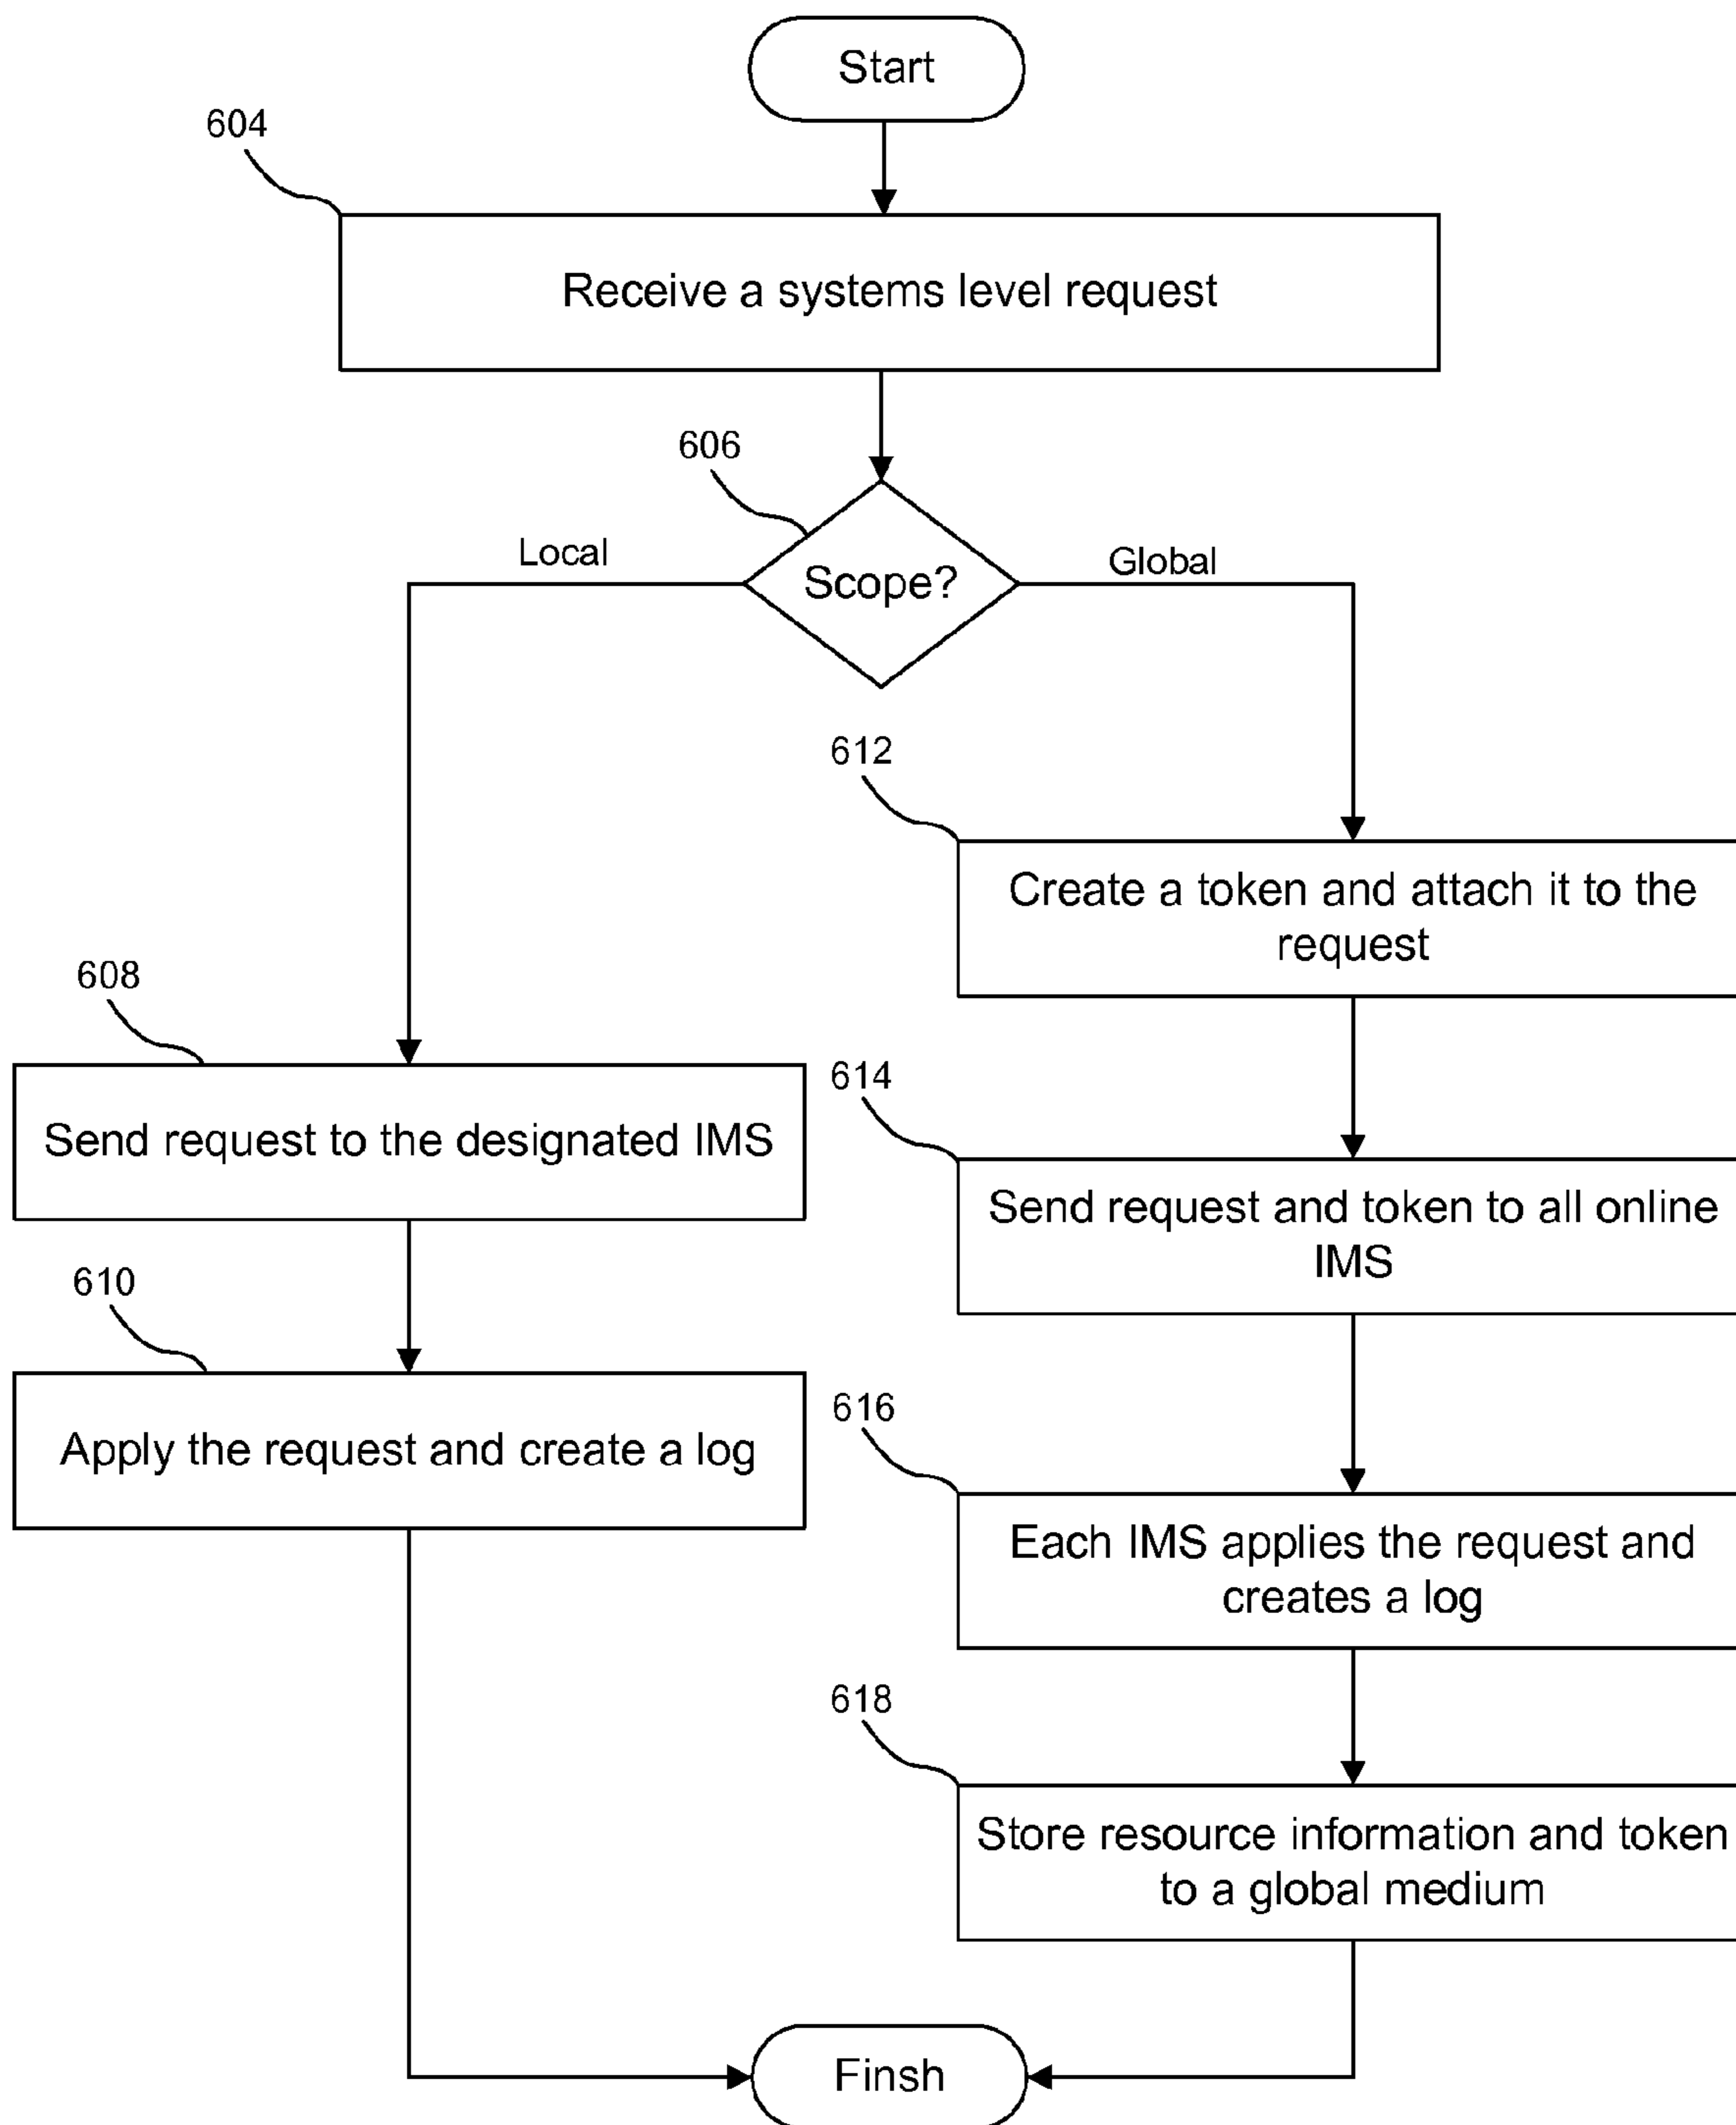 Start
604
Receive a systems level request
606
Local
Scope?
Global
612
Create a token and attach it to the
request
608
Send request to the designated IMS
614
Send request and token to all online
IMS
610
Apply the request and create a log
616
Each IMS applies the request and
creates a log
618
Store resource information and token
to a global medium
Finsh